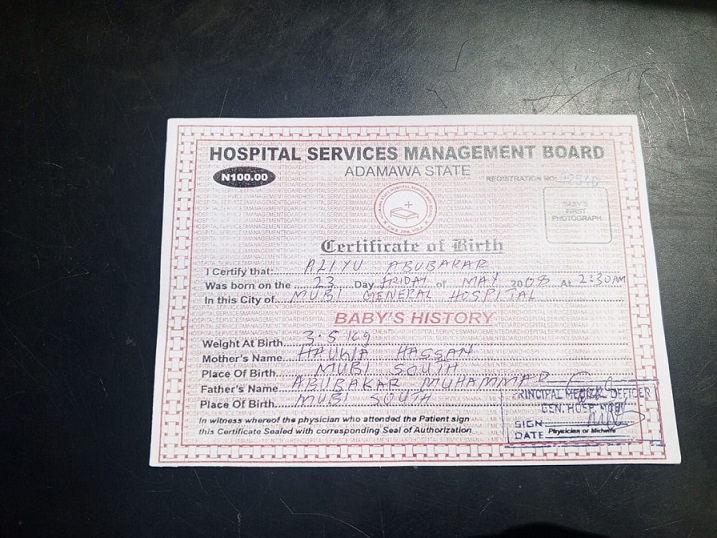 HOSPITAL SERVICES MANAGEMENT BOARD
ADAMAWA STATE
N100.00
REGISTRATION NO:
BABY'S
FIRST
PHOTOGRAPH
Certificate of Birth
I Certify that: ALIYU ABUBAKAR
Was born on the 23 Day FRIDAY of MAY 2008 At 2:30AM
In this City of MUBI GENERAL HOSPITAL
BABY'S HISTORY
Weight At Birth 3.5 kg
Mother's Name HAUWA HASSAN
Place Of Birth MUBI SOUTH
Father's Name ABUBAKAR MUHAMMAD
Place Of Birth MUBI SOUTH
In witness whereof the physician who attended the Patient sign
this Certificate Sealed with corresponding Seal of Authorization
PRINCIPAL MEDICAL OFFICER
GEN. HOSP. MUBI
SIGN
DATE
Physician or Midwife